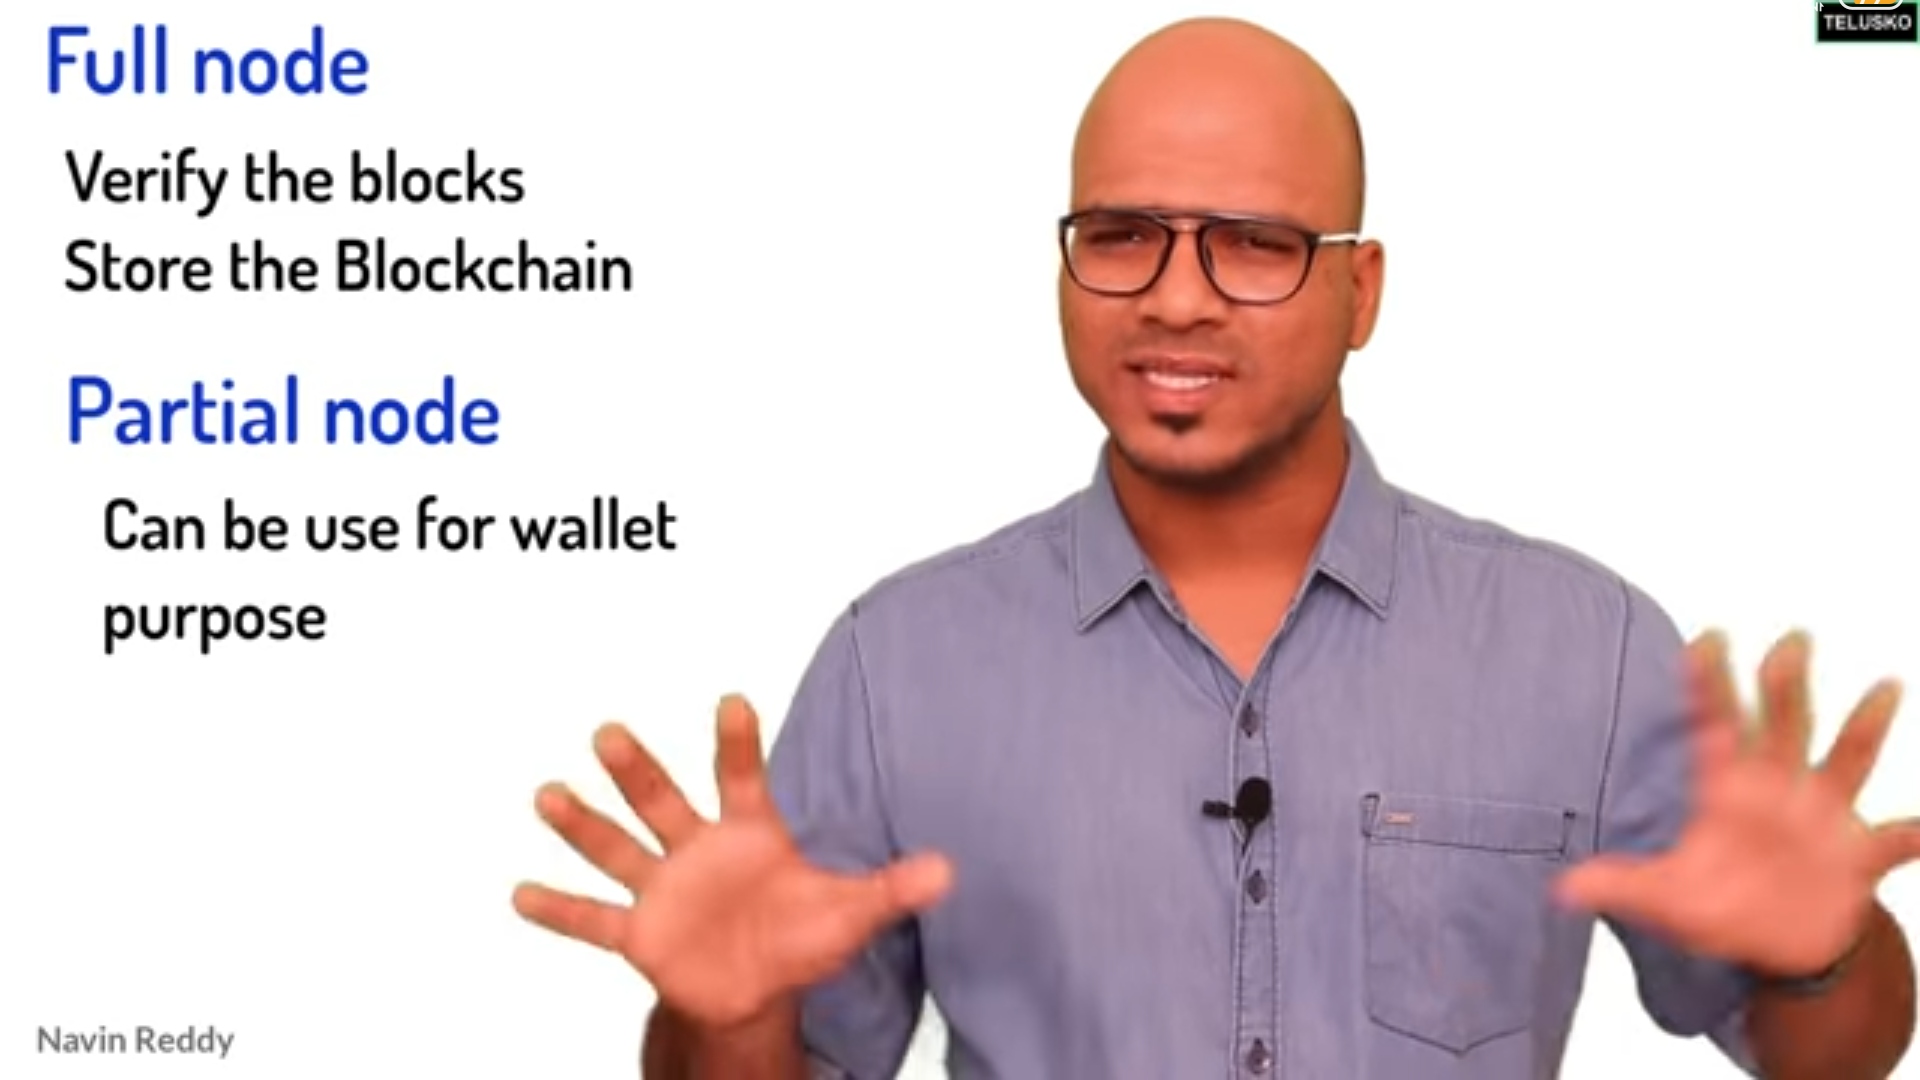 TELUSKO
Full node
Verify the blocks
Store the Blockchain
Partial node
Can be use for wallet
purpose
Navin Reddy